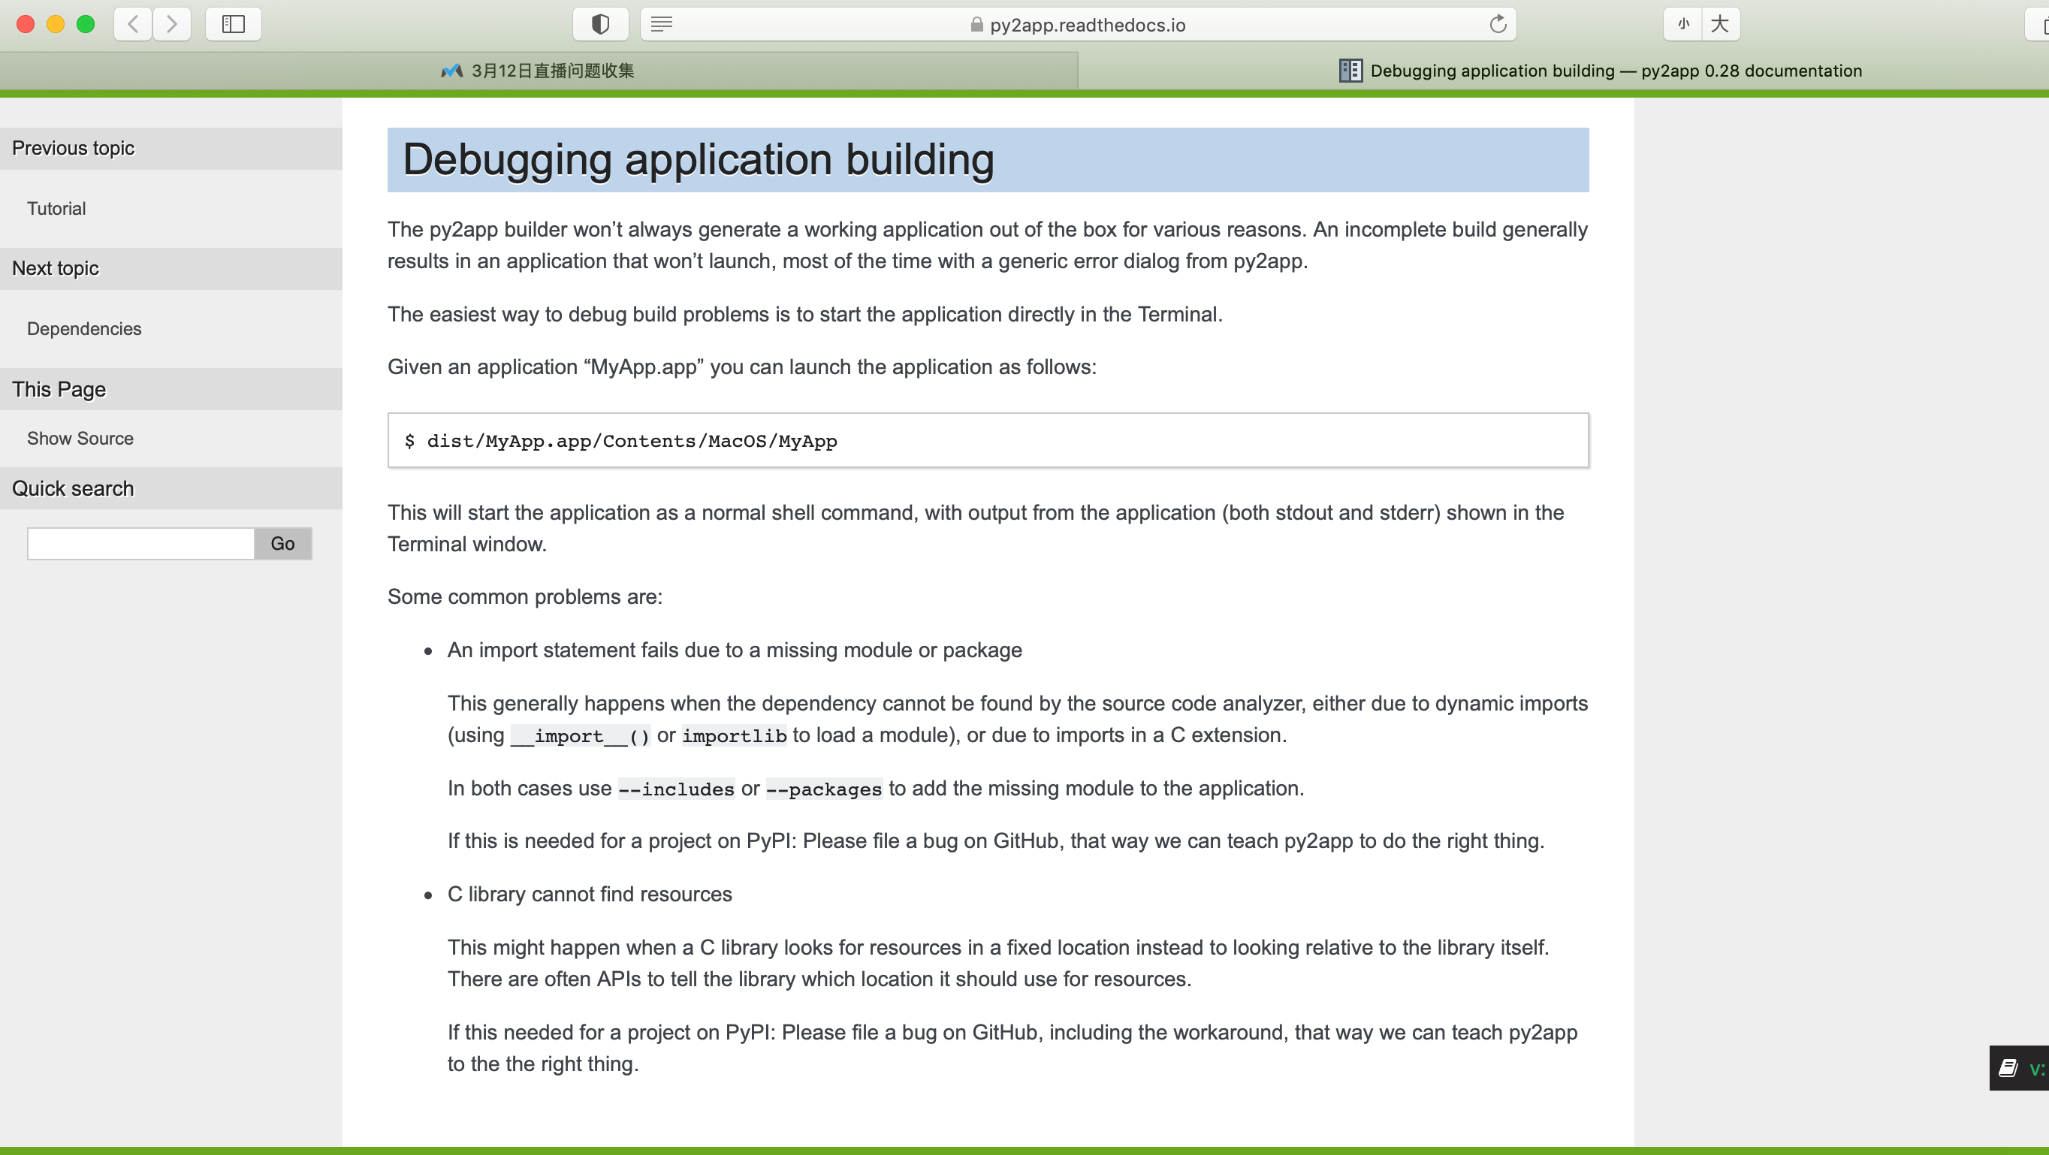 py2app.readthedocs.io
小 大
3月12日直播问题收集
Debugging application building — py2app 0.28 documentation
Previous topic
Tutorial
Next topic
Dependencies
This Page
Show Source
Quick search
Go
Debugging application building
The py2app builder won’t always generate a working application out of the box for various reasons. An incomplete build generally
results in an application that won’t launch, most of the time with a generic error dialog from py2app.
The easiest way to debug build problems is to start the application directly in the Terminal.
Given an application “MyApp.app” you can launch the application as follows:
$ dist/MyApp.app/Contents/MacOS/MyApp
This will start the application as a normal shell command, with output from the application (both stdout and stderr) shown in the
Terminal window.
Some common problems are:
• An import statement fails due to a missing module or package
This generally happens when the dependency cannot be found by the source code analyzer, either due to dynamic imports
(using __import__() or importlib to load a module), or due to imports in a C extension.
In both cases use --includes or --packages to add the missing module to the application.
If this is needed for a project on PyPI: Please file a bug on GitHub, that way we can teach py2app to do the right thing.
• C library cannot find resources
This might happen when a C library looks for resources in a fixed location instead to looking relative to the library itself.
There are often APIs to tell the library which location it should use for resources.
If this needed for a project on PyPI: Please file a bug on GitHub, including the workaround, that way we can teach py2app
to the the right thing.
v: